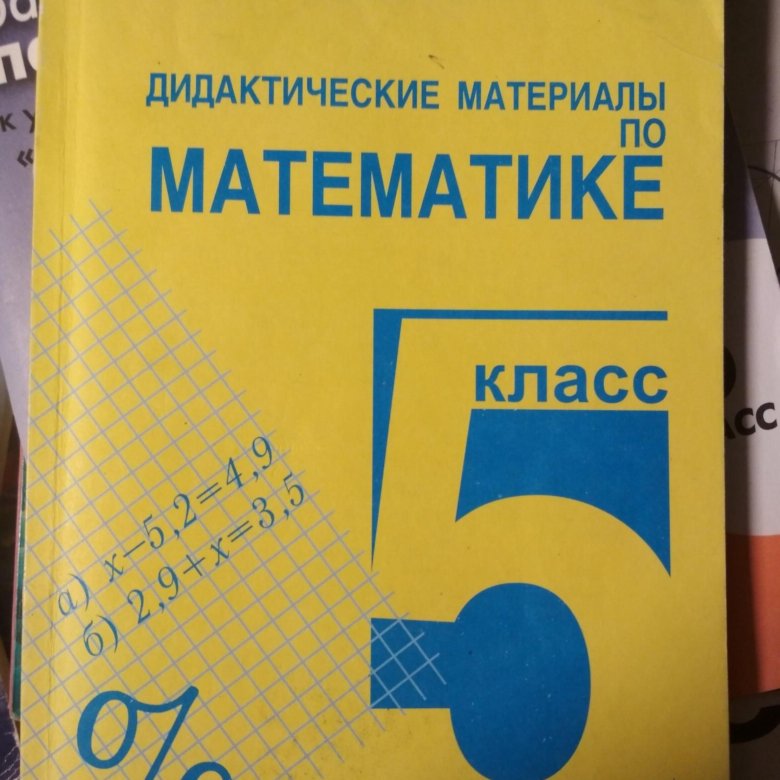 ДИДАКТИЧЕСКИЕ МАТЕРИАЛЫ
ПО
МАТЕМАТИКЕ
5
класс
а) x−5,2=4,9
б) 2,9+x=3,5
%